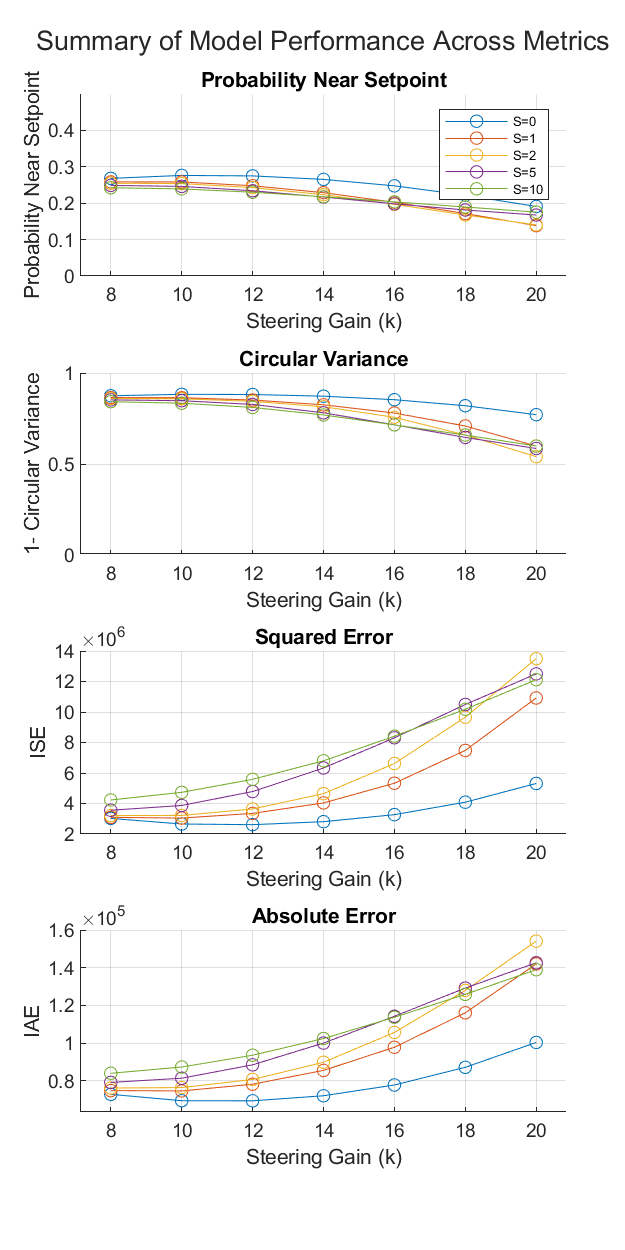 Summary of Model Performance Across Metrics
Probability Near Setpoint
Probability Near Setpoint
0.4
0.3
0.2
0.1
0
S=0
S=1
S=2
S=5
S=10
8 10 12 14 16 18 20
Steering Gain (k)
Circular Variance
1- Circular Variance
1
0.5
0
8 10 12 14 16 18 20
Steering Gain (k)
Squared Error
×10^6
ISE
14
12
10
8
6
4
2
8 10 12 14 16 18 20
Steering Gain (k)
Absolute Error
×10^5
IAE
1.6
1.4
1.2
1
0.8
8 10 12 14 16 18 20
Steering Gain (k)